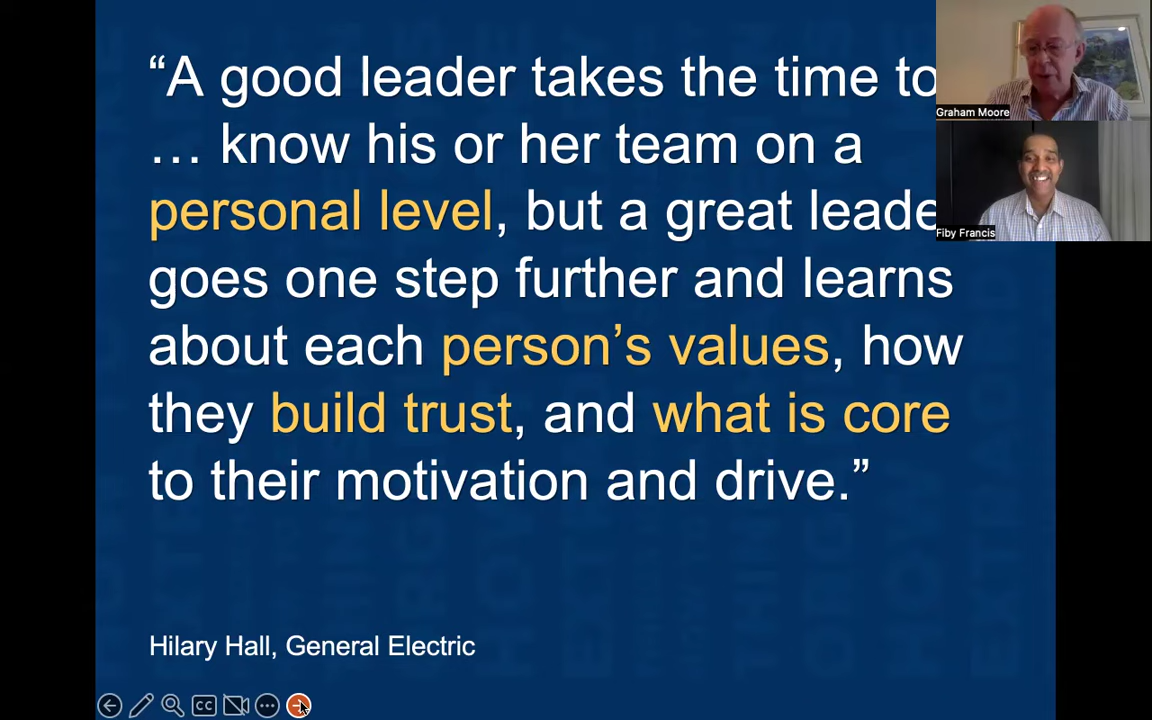 “A good leader takes the time to
… know his or her team on a
personal level, but a great leade
goes one step further and learns
about each person’s values, how
they build trust, and what is core
to their motivation and drive.”
Hilary Hall, General Electric
Graham Moore
Fiby Francis
CC